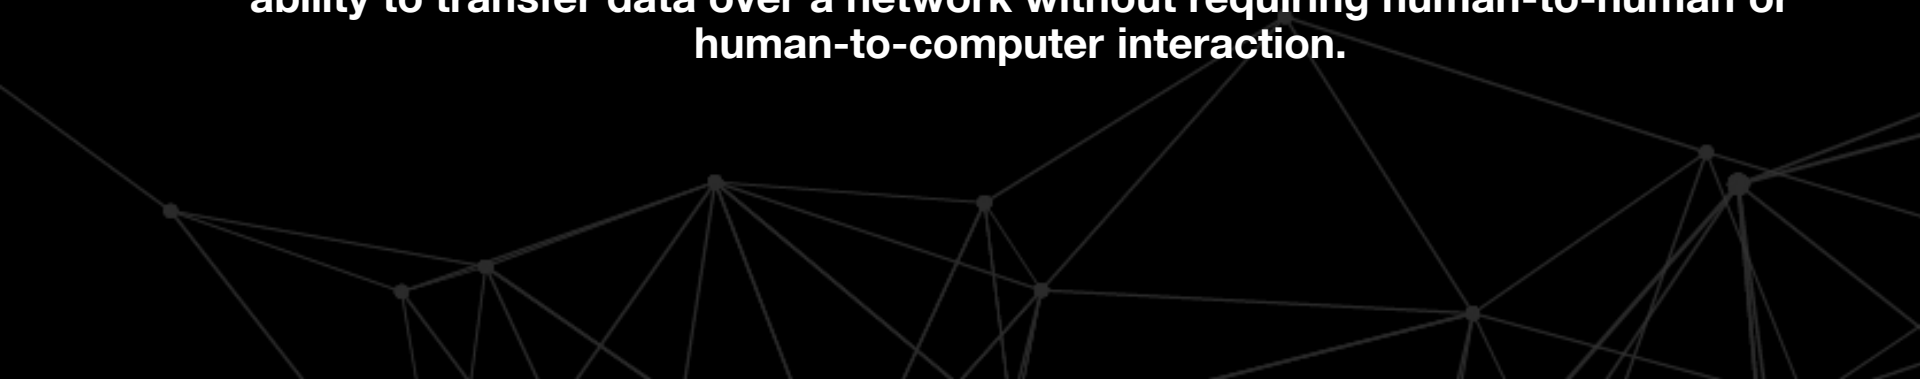 ability to transfer data over a network without requiring human-to-human or
human-to-computer interaction.